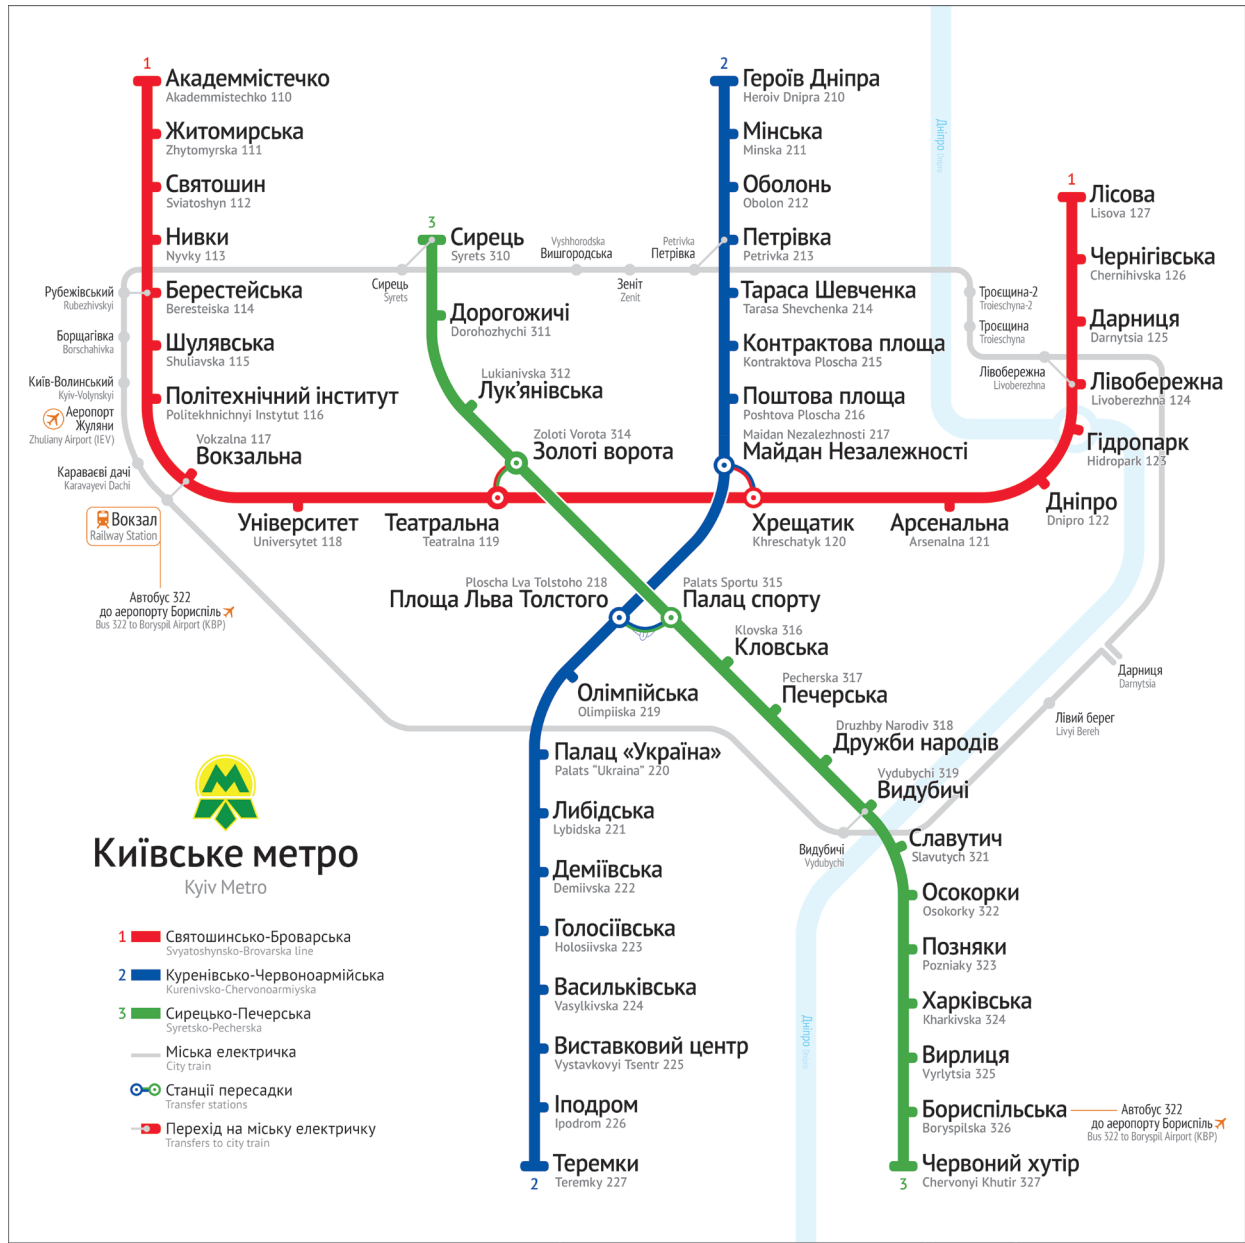 1
Академмістечко
Akademmistechko 110
Житомирська
Zhytomyrska 111
Святошин
Sviatoshyn 112
Нивки
Nyvky 113
Берестейська
Beresteiska 114
Шулявська
Shuliavska 115
Політехнічний інститут
Politekhnichnyi Instytut 116
Vokzalna 117
Вокзальна
Університет
Universytet 118
Театральна
Teatralna 119
Хрещатик
Khreschatyk 120
Арсенальна
Arsenalna 121
Дніпро
Dnipro 122
Гідропарк
Hidropark 123
Лівобережна
Livoberezhna 124
Дарниця
Darnytsia 125
Чернігівська
Chernihivska 126
1
Лісова
Lisova 127
2
Героїв Дніпра
Heroiv Dnipra 210
Мінська
Minska 211
Оболонь
Obolon 212
Петрівка
Petrivka 213
Тараса Шевченка
Tarasa Shevchenka 214
Контрактова площа
Kontraktova Ploscha 215
Поштова площа
Poshtova Ploscha 216
Maidan Nezalezhnosti 217
Майдан Незалежності
Ploscha Lva Tolstoho 218
Площа Льва Толстого
Олімпійська
Olimpiiska 219
Палац «Україна»
Palats “Ukraina” 220
Либідська
Lybidska 221
Деміївська
Demiivska 222
Голосіївська
Holosiivska 223
Васильківська
Vasylkivska 224
Виставковий центр
Vystavkovyi Tsentr 225
Іподром
Ipodrom 226
Теремки
Teremky 227
2
3
Сирець
Syrets 310
Дорогожичі
Dorohozhychi 311
Lukianivska 312
Лук’янівська
Zoloti Vorota 314
Золоті ворота
Palats Sportu 315
Палац спорту
Klovska 316
Кловська
Pecherska 317
Печерська
Druzhby Narodiv 318
Дружби народів
Vydubychi 319
Видубичі
Славутич
Slavutych 321
Осокорки
Osokorky 322
Позняки
Pozniaky 323
Харківська
Kharkivska 324
Вирлиця
Vyrlytsia 325
Бориспільська
Boryspilska 326
Червоний хутір
Chervonyi Khutir 327
3
Автобус 322
до аеропорту Бориспіль
Bus 322 to Boryspil Airport (KBP)
Рубежівський
Rubezhivskyi
Борщагівка
Borschahivka
Київ-Волинський
Kyiv-Volynskyi
Аеропорт
Жуляни
Zhuliany Airport (IEV)
Караваєві дачі
Karavayevi Dachi
Вокзал
Railway Station
Автобус 322
до аеропорту Бориспіль
Bus 322 to Boryspil Airport (KBP)
Сирець
Syrets
Vyshhorodska
Вишгородська
Зеніт
Zenit
Petrivka
Петрівка
Троєщина-2
Troieschyna-2
Троєщина
Troieschyna
Лівобережна
Livoberezhna
Дарниця
Darnytsia
Лівий берег
Livyi Bereh
Видубичі
Vydubychi
Дніпро Dnipro
Дніпро Dnipro
Київське метро
Kyiv Metro
1 Святошинсько-Броварська
Svyatoshynsko-Brovarska line
2 Куренівсько-Червоноармійська
Kurenivsko-Chervonoarmiyska
3 Сирецько-Печерська
Syretsko-Pecherska
Міська електричка
City train
Станції пересадки
Transfer stations
Перехід на міську електричку
Transfers to city train